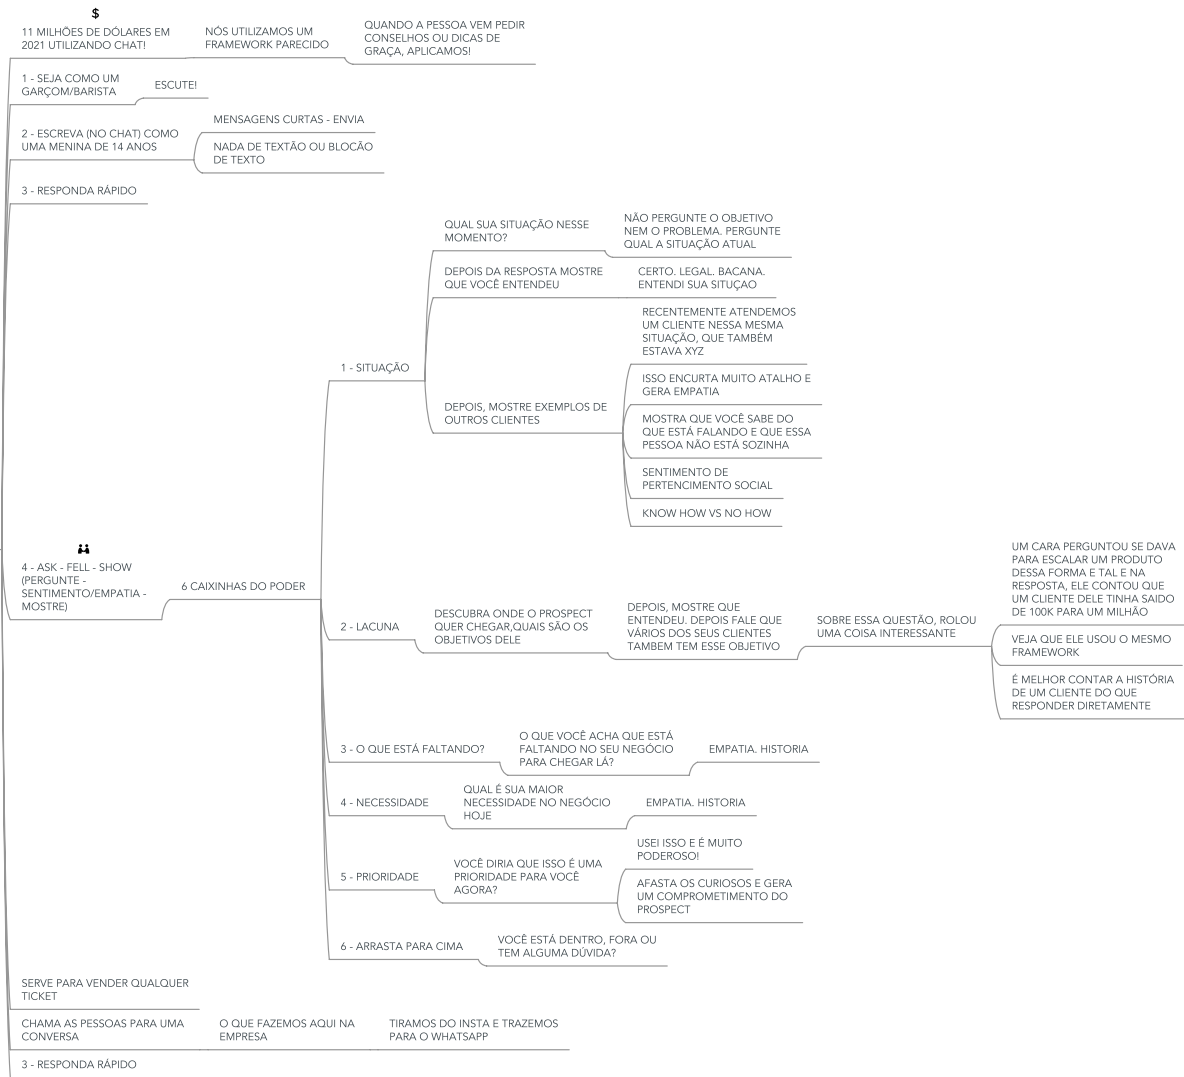 $
11 MILHÕES DE DÓLARES EM
2021 UTILIZANDO CHAT!
NÓS UTILIZAMOS UM
FRAMEWORK PARECIDO
QUANDO A PESSOA VEM PEDIR
CONSELHOS OU DICAS DE
GRAÇA, APLICAMOS!
1 - SEJA COMO UM
GARÇOM/BARISTA
ESCUTE!
2 - ESCREVA (NO CHAT) COMO
UMA MENINA DE 14 ANOS
MENSAGENS CURTAS - ENVIA
NADA DE TEXTÃO OU BLOCÃO
DE TEXTO
3 - RESPONDA RÁPIDO
4 - ASK - FELL - SHOW
(PERGUNTE -
SENTIMENTO/EMPATIA -
MOSTRE)
6 CAIXINHAS DO PODER
1 - SITUAÇÃO
QUAL SUA SITUAÇÃO NESSE
MOMENTO?
NÃO PERGUNTE O OBJETIVO
NEM O PROBLEMA. PERGUNTE
QUAL A SITUAÇÃO ATUAL
DEPOIS DA RESPOSTA MOSTRE
QUE VOCÊ ENTENDEU
CERTO. LEGAL. BACANA.
ENTENDI SUA SITUÇAO
DEPOIS, MOSTRE EXEMPLOS DE
OUTROS CLIENTES
RECENTEMENTE ATENDEMOS
UM CLIENTE NESSA MESMA
SITUAÇÃO, QUE TAMBÉM
ESTAVA XYZ
ISSO ENCURTA MUITO ATALHO E
GERA EMPATIA
MOSTRA QUE VOCÊ SABE DO
QUE ESTÁ FALANDO E QUE ESSA
PESSOA NÃO ESTÁ SOZINHA
SENTIMENTO DE
PERTENCIMENTO SOCIAL
KNOW HOW VS NO HOW
2 - LACUNA
DESCUBRA ONDE O PROSPECT
QUER CHEGAR,QUAIS SÃO OS
OBJETIVOS DELE
DEPOIS, MOSTRE QUE
ENTENDEU. DEPOIS FALE QUE
VÁRIOS DOS SEUS CLIENTES
TAMBEM TEM ESSE OBJETIVO
SOBRE ESSA QUESTÃO, ROLOU
UMA COISA INTERESSANTE
UM CARA PERGUNTOU SE DAVA
PARA ESCALAR UM PRODUTO
DESSA FORMA E TAL E NA
RESPOSTA, ELE CONTOU QUE
UM CLIENTE DELE TINHA SAIDO
DE 100K PARA UM MILHÃO
VEJA QUE ELE USOU O MESMO
FRAMEWORK
É MELHOR CONTAR A HISTÓRIA
DE UM CLIENTE DO QUE
RESPONDER DIRETAMENTE
3 - O QUE ESTÁ FALTANDO?
O QUE VOCÊ ACHA QUE ESTÁ
FALTANDO NO SEU NEGÓCIO
PARA CHEGAR LÁ?
EMPATIA. HISTORIA
4 - NECESSIDADE
QUAL É SUA MAIOR
NECESSIDADE NO NEGÓCIO
HOJE
EMPATIA. HISTORIA
5 - PRIORIDADE
VOCÊ DIRIA QUE ISSO É UMA
PRIORIDADE PARA VOCÊ
AGORA?
USEI ISSO E É MUITO
PODEROSO!
AFASTA OS CURIOSOS E GERA
UM COMPROMETIMENTO DO
PROSPECT
6 - ARRASTA PARA CIMA
VOCÊ ESTÁ DENTRO, FORA OU
TEM ALGUMA DÚVIDA?
SERVE PARA VENDER QUALQUER
TICKET
CHAMA AS PESSOAS PARA UMA
CONVERSA
O QUE FAZEMOS AQUI NA
EMPRESA
TIRAMOS DO INSTA E TRAZEMOS
PARA O WHATSAPP
3 - RESPONDA RÁPIDO